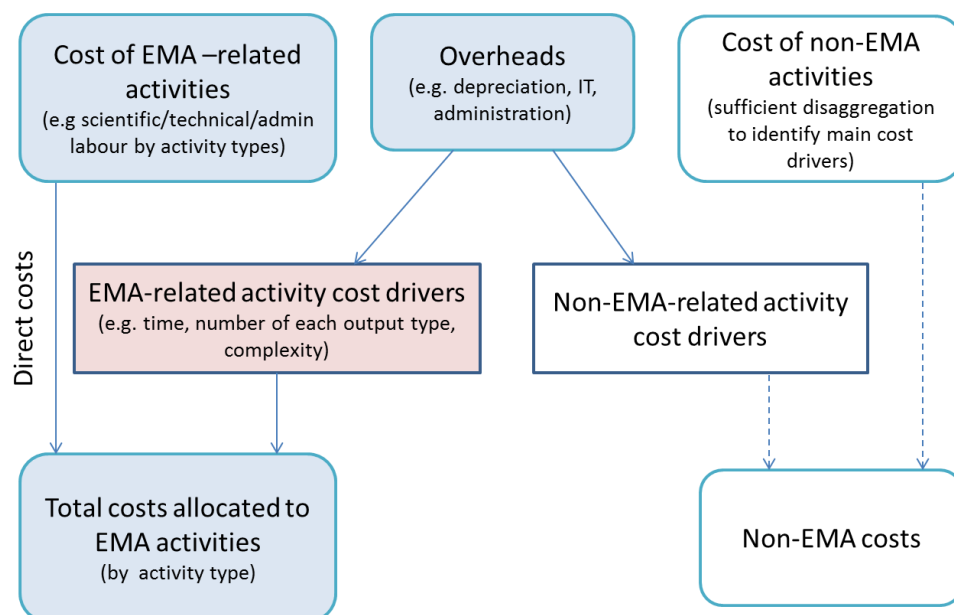 Cost of EMA –related
activities
(e.g scientific/technical/admin
labour by activity types)
Overheads
(e.g. depreciation, IT,
administration)
Cost of non-EMA
activities
(sufficient disaggregation
to identify main cost
drivers)
Direct costs
EMA-related activity cost drivers
(e.g. time, number of each output type,
complexity)
Non-EMA-related activity
cost drivers
Total costs allocated to
EMA activities
(by activity type)
Non-EMA costs